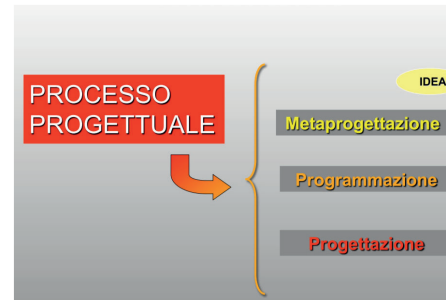 PROCESSO
PROGETTUALE
IDEA
Metaprogettazione
Programmazione
Progettazione